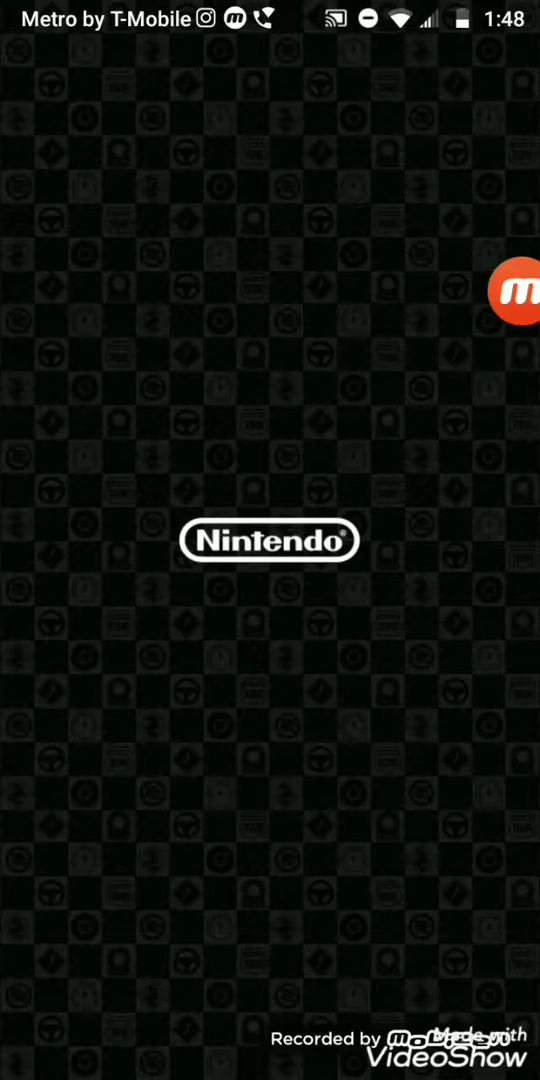 Metro by T-Mobile 1:48
Nintendo®
Recorded by
Made with
VideoShow